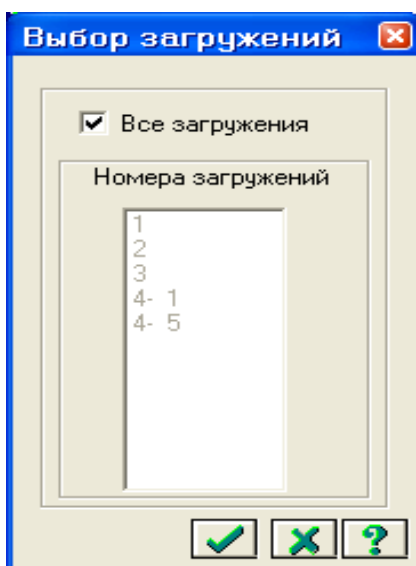 Выбор загружений
Все загружения
Номера загружений
1
2
3
4- 1
4- 5